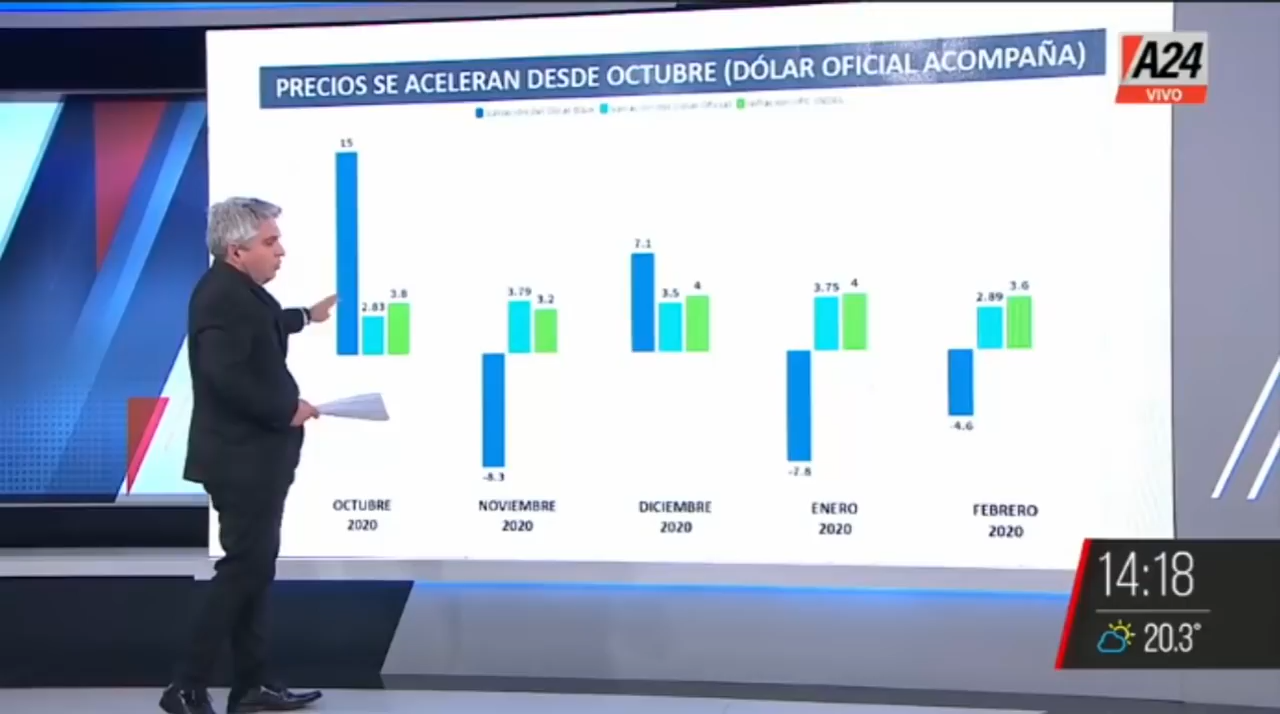 PRECIOS SE ACELERAN DESDE OCTUBRE (DÓLAR OFICIAL ACOMPAÑA)
A24
VIVO
15
2.83
3.8
-8.3
3.79
3.2
7.1
3.5
4
-7.8
3.75
4
-4.6
2.89
3.6
OCTUBRE
2020
NOVIEMBRE
2020
DICIEMBRE
2020
ENERO
2020
FEBRERO
2020
14:18
20.3°